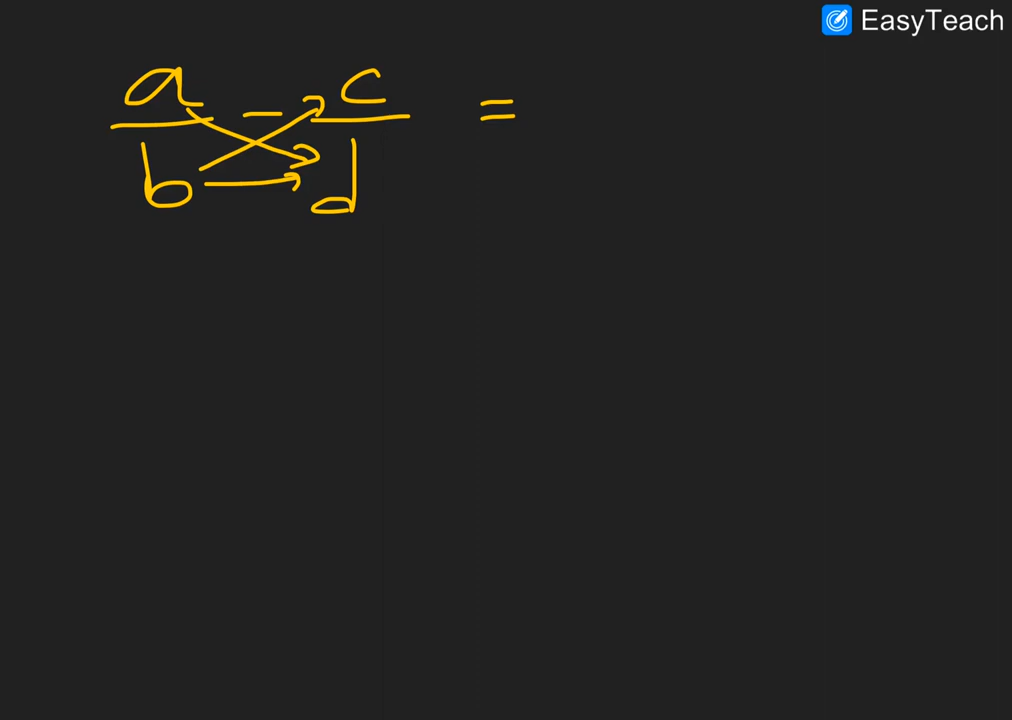 EasyTeach
a/b - c/d =